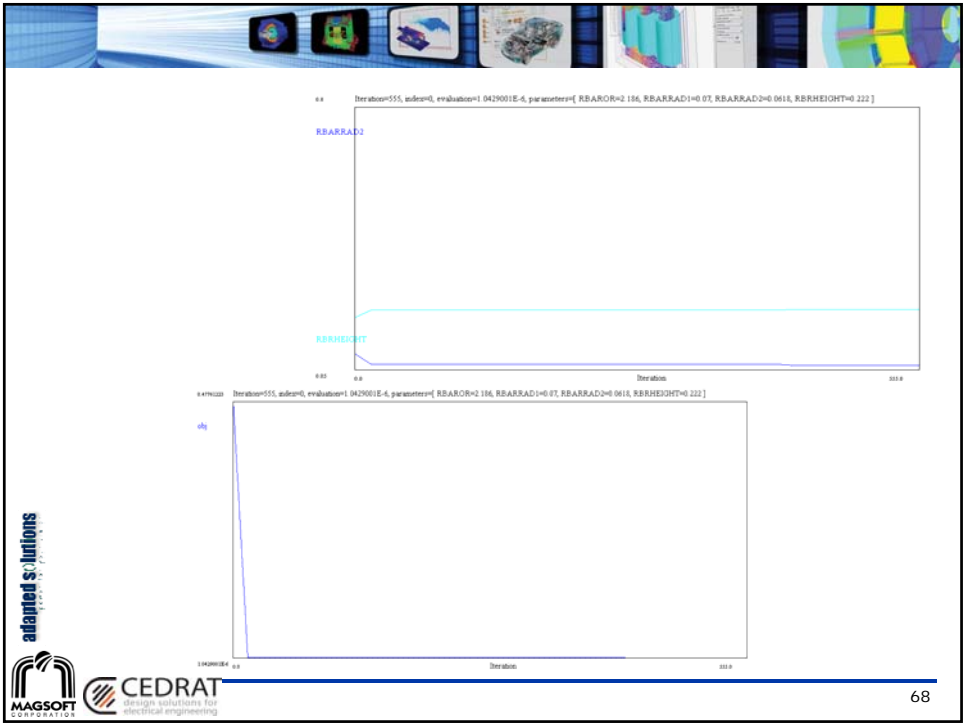 0.8
Iteration=555, index=0, evaluation=1.0429001E-6, parameters=[ RBAROR=2.186, RBARRAD1=0.07, RBARRAD2=0.0618, RBRHEIGHT=0.222 ]
RBARRAD2
RBRHEIGHT
0.05
0.0
Iteration
555.0
Iteration=555, index=0, evaluation=1.0429001E-6, parameters=[ RBAROR=2.186, RBARRAD1=0.07, RBARRAD2=0.0618, RBRHEIGHT=0.222 ]
obj
1.0429001E-6
0.0
Iteration
555.0
adapted solutions
MAGSOFT
CORPORATION
CEDRAT
design solutions for
electrical engineering
68